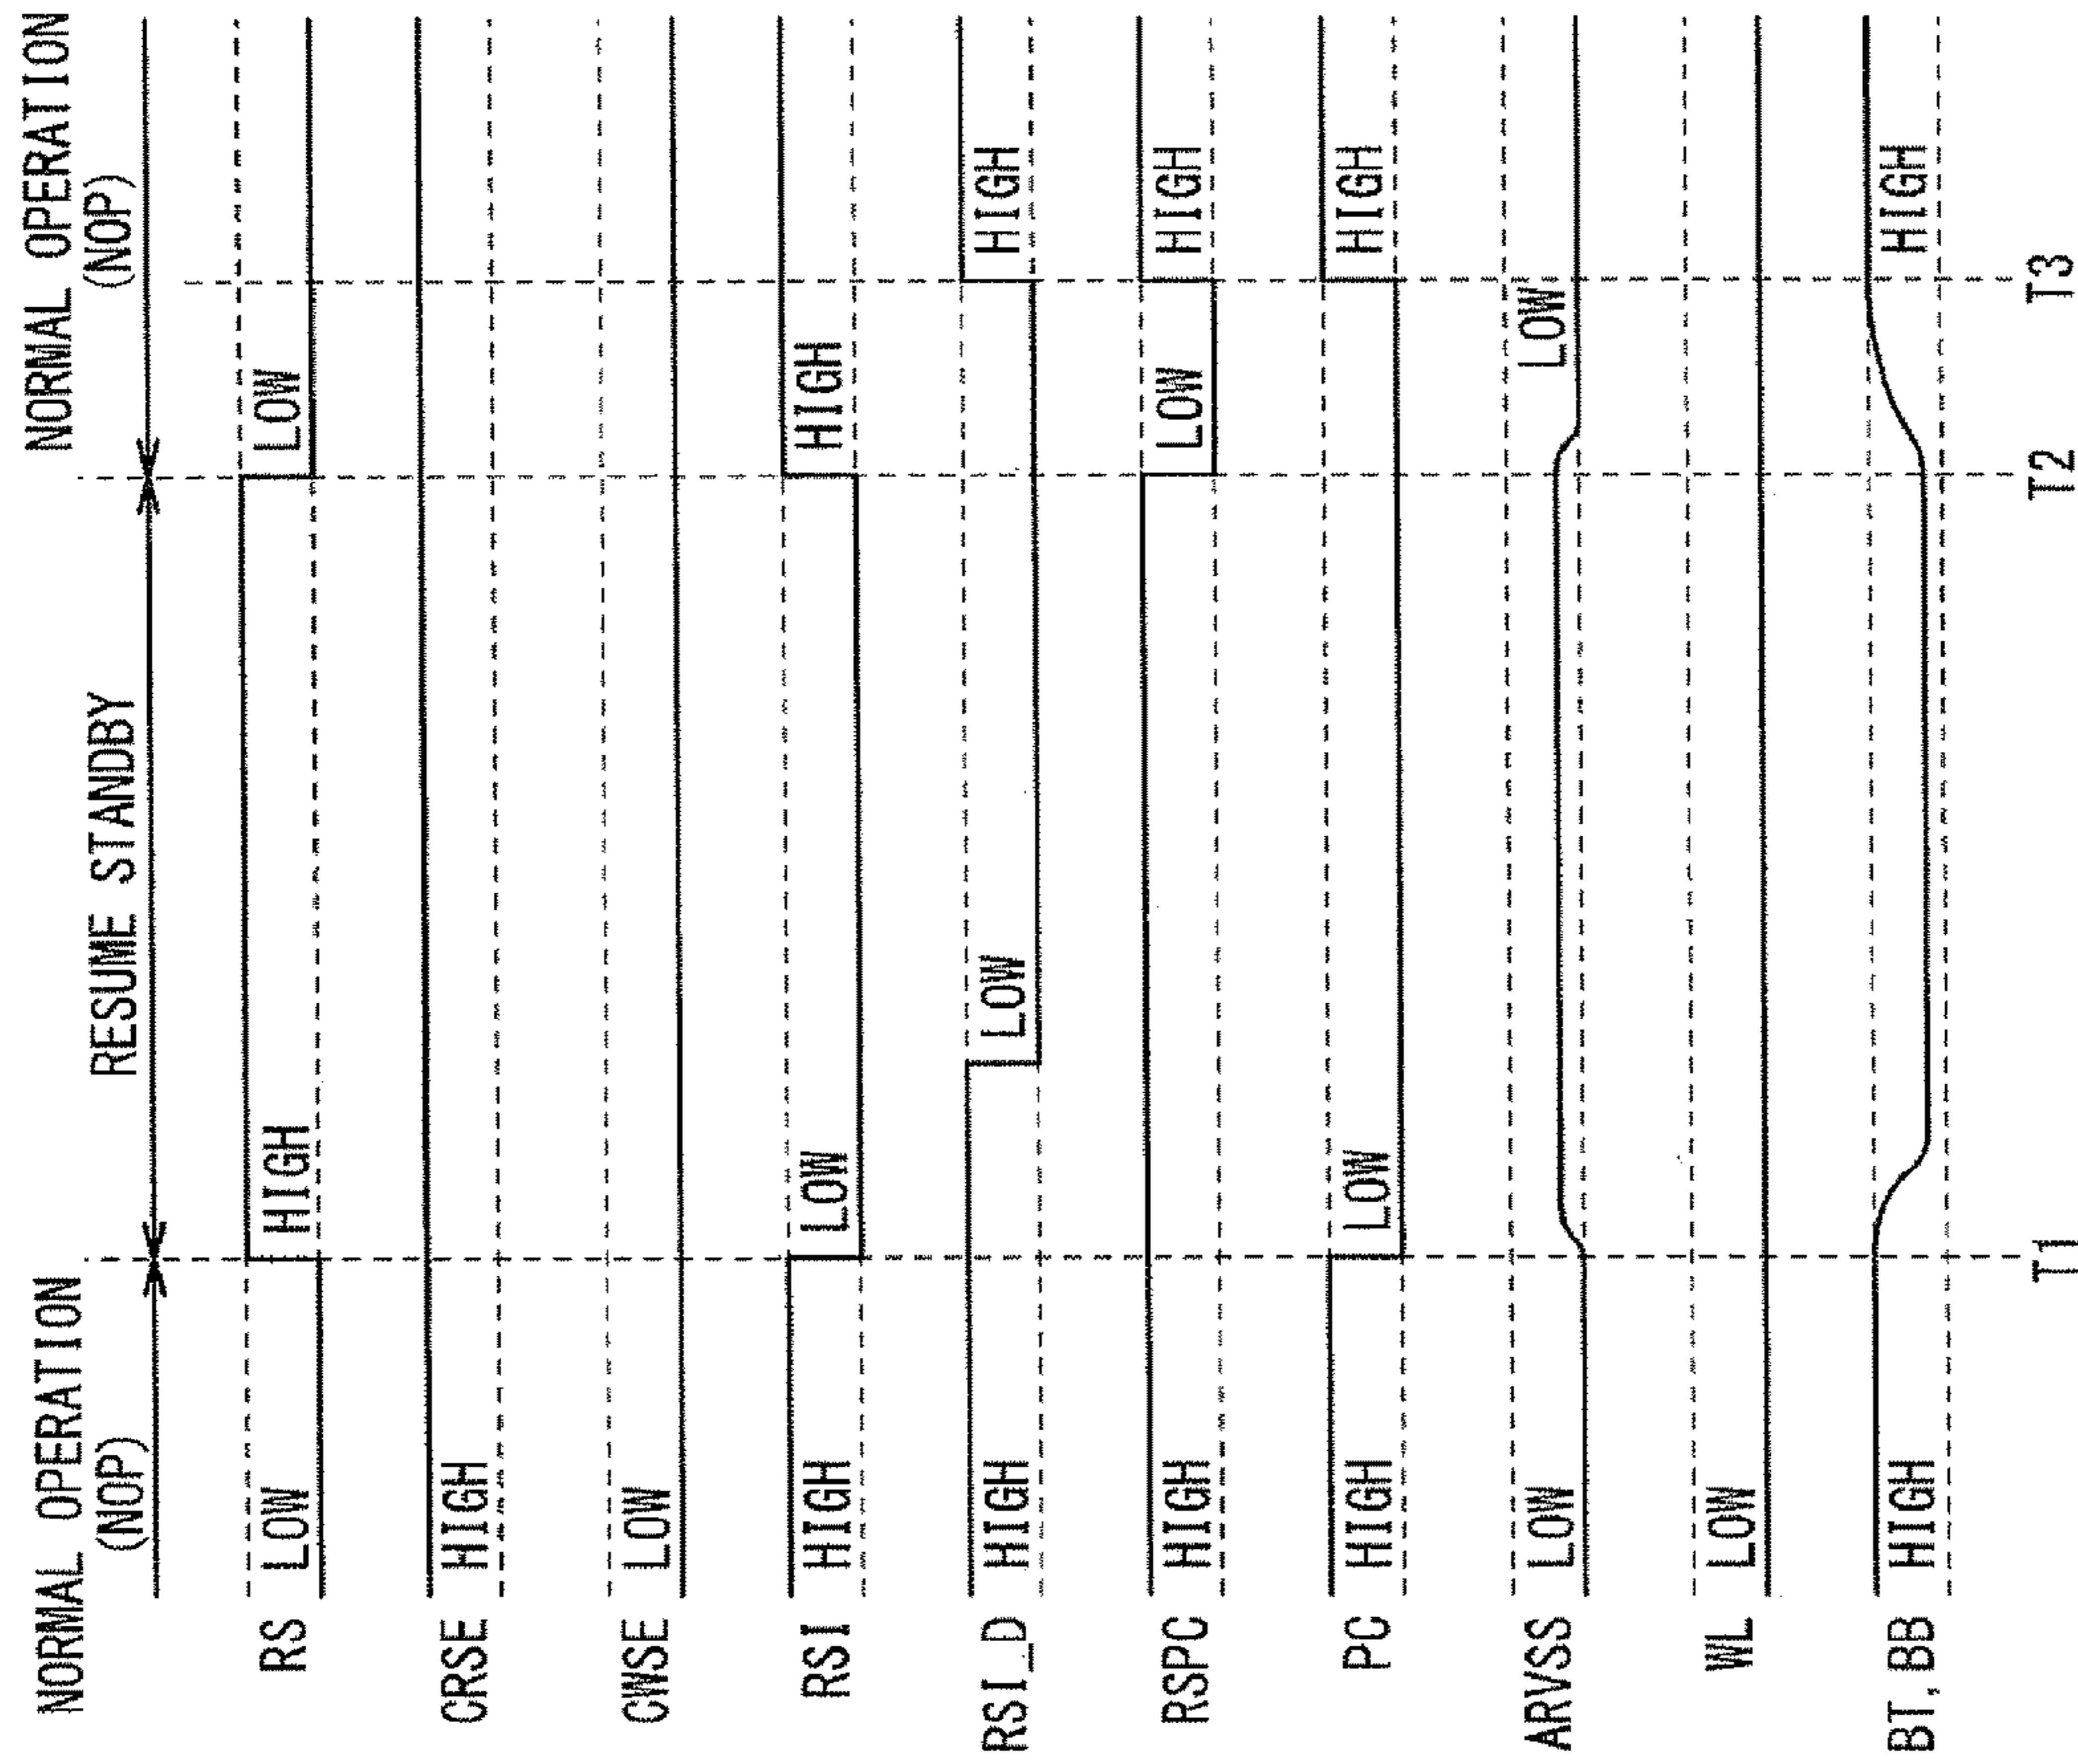 NORMAL OPERATION
(NOP)
RESUME STANDBY
NORMAL OPERATION
(NOP)
RS LOW HIGH LOW
CRSE HIGH
CWSE LOW
RSI HIGH LOW HIGH
RSI_D HIGH LOW HIGH
RSPC HIGH LOW HIGH
PC HIGH LOW HIGH
ARVSS LOW LOW
WL LOW
BT, BB HIGH HIGH
T1 T2 T3